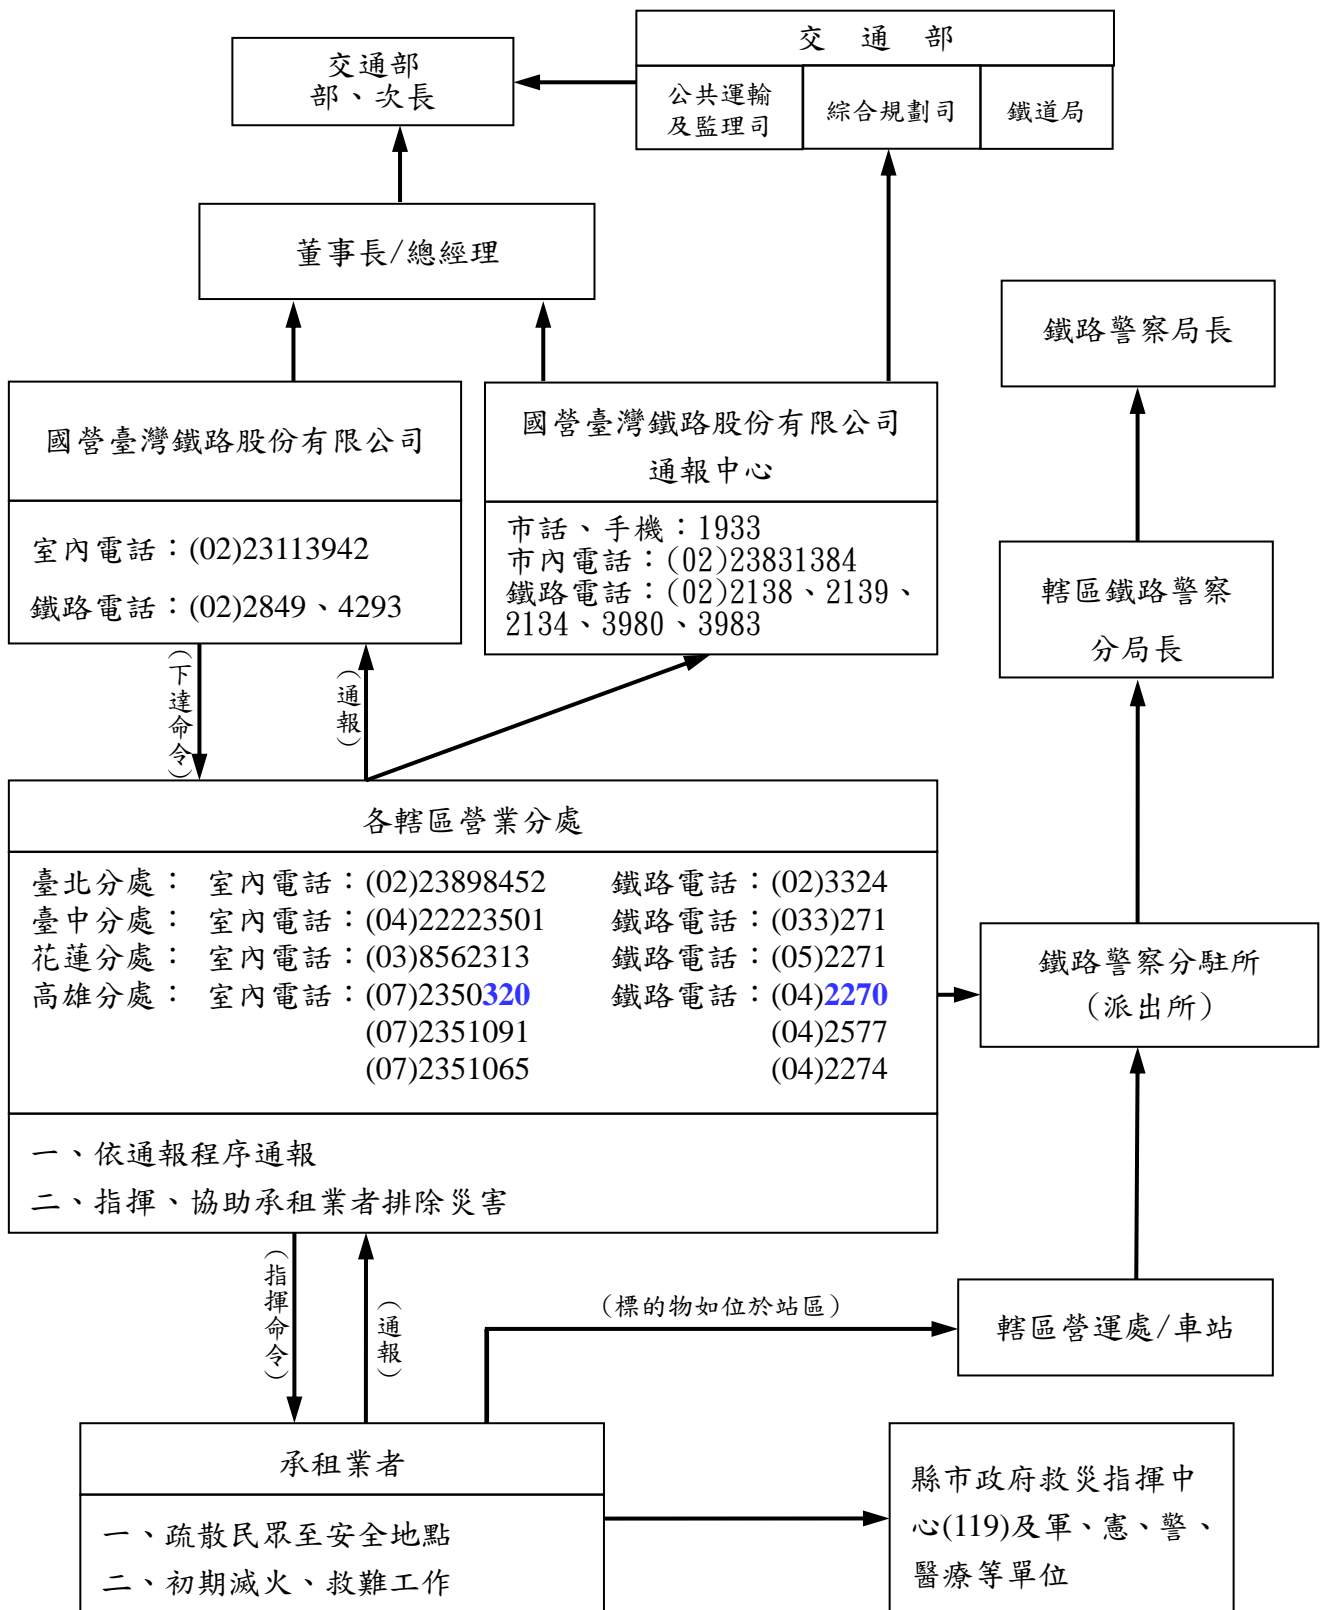 交通部
部、次長
交　通　部
公共運輸
及監理司
綜合規劃司
鐵道局
董事長/總經理
鐵路警察局長
國營臺灣鐵路股份有限公司
室內電話：(02)23113942
鐵路電話：(02)2849、4293
國營臺灣鐵路股份有限公司
通報中心
市話、手機：1933
市內電話：(02)23831384
鐵路電話：(02)2138、2139、
2134、3980、3983
轄區鐵路警察
分局長
(下達命令)
(通報)
各轄區營業分處
臺北分處： 室內電話：(02)23898452 鐵路電話：(02)3324
臺中分處： 室內電話：(04)22223501 鐵路電話：(033)271
花蓮分處： 室內電話：(03)8562313 鐵路電話：(05)2271
高雄分處： 室內電話：(07)2350320 鐵路電話：(04)2270
(07)2351091 (04)2577
(07)2351065 (04)2274
一、依通報程序通報
二、指揮、協助承租業者排除災害
鐵路警察分駐所
（派出所）
(指揮命令)
(通報)
（標的物如位於站區）
轄區營運處/車站
承租業者
一、疏散民眾至安全地點
二、初期滅火、救難工作
縣市政府救災指揮中
心(119)及軍、憲、警、
醫療等單位